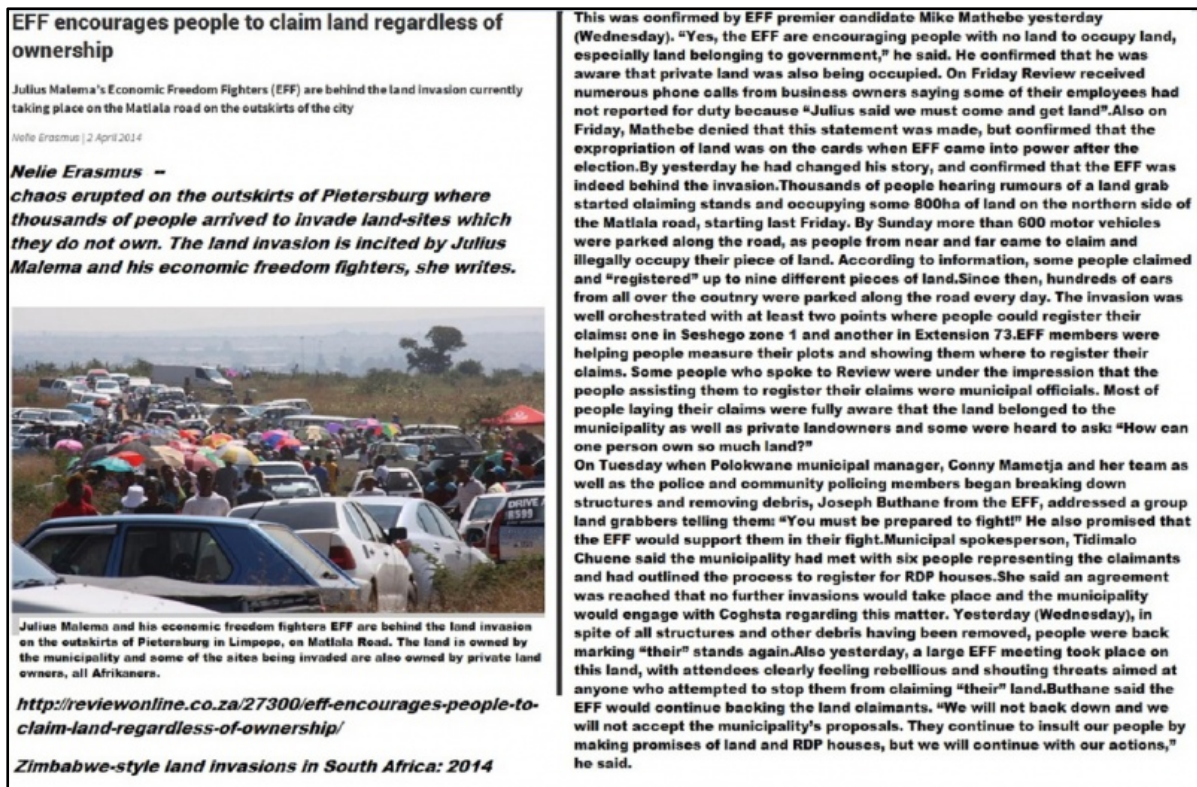 EFF encourages people to claim land regardless of
ownership
Julius Malema's Economic Freedom Fighters (EFF) are behind the land invasion currently
taking place on the Matlala road on the outskirts of the city
Nelie Erasmus | 2 April 2014
Nelie Erasmus --
chaos erupted on the outskirts of Pietersburg where
thousands of people arrived to invade land-sites which
they do not own. The land invasion is incited by Julius
Malema and his economic freedom fighters, she writes.
DRIVE A
R599
Julius Malema and his economic freedom fighters EFF are behind the land invasion
on the outskirts of Pietersburg in Limpopo, on Matlala Road. The land is owned by
the municipality and some of the sites being invaded are also owned by private land
owners, all Afrikaners.
http://reviewonline.co.za/27300/eff-encourages-people-to-
claim-land-regardless-of-ownership/
Zimbabwe-style land invasions in South Africa: 2014
This was confirmed by EFF premier candidate Mike Mathebe yesterday
(Wednesday). “Yes, the EFF are encouraging people with no land to occupy land,
especially land belonging to government,” he said. He confirmed that he was
aware that private land was also being occupied. On Friday Review received
numerous phone calls from business owners saying some of their employees had
not reported for duty because “Julius said we must come and get land”.Also on
Friday, Mathebe denied that this statement was made, but confirmed that the
expropriation of land was on the cards when EFF came into power after the
election.By yesterday he had changed his story, and confirmed that the EFF was
indeed behind the invasion.Thousands of people hearing rumours of a land grab
started claiming stands and occupying some 800ha of land on the northern side of
the Matlala road, starting last Friday. By Sunday more than 600 motor vehicles
were parked along the road, as people from near and far came to claim and
illegally occupy their piece of land. According to information, some people claimed
and “registered” up to nine different pieces of land.Since then, hundreds of cars
from all over the coutnry were parked along the road every day. The invasion was
well orchestrated with at least two points where people could register their
claims: one in Seshego zone 1 and another in Extension 73.EFF members were
helping people measure their plots and showing them where to register their
claims. Some people who spoke to Review were under the impression that the
people assisting them to register their claims were municipal officials. Most of
people laying their claims were fully aware that the land belonged to the
municipality as well as private landowners and some were heard to ask: “How can
one person own so much land?”
On Tuesday when Polokwane municipal manager, Conny Mametja and her team as
well as the police and community policing members began breaking down
structures and removing debris, Joseph Buthane from the EFF, addressed a group
land grabbers telling them: “You must be prepared to fight!” He also promised that
the EFF would support them in their fight.Municipal spokesperson, Tidimalo
Chuene said the municipality had met with six people representing the claimants
and had outlined the process to register for RDP houses.She said an agreement
was reached that no further invasions would take place and the municipality
would engage with Coghsta regarding this matter. Yesterday (Wednesday), in
spite of all structures and other debris having been removed, people were back
marking “their” stands again.Also yesterday, a large EFF meeting took place on
this land, with attendees clearly feeling rebellious and shouting threats aimed at
anyone who attempted to stop them from claiming “their” land.Buthane said the
EFF would continue backing the land claimants. “We will not back down and we
will not accept the municipality’s proposals. They continue to insult our people by
making promises of land and RDP houses, but we will continue with our actions,”
he said.